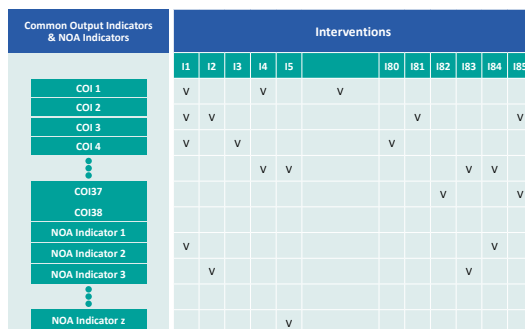 Common Output Indicators
& NOA Indicators
Interventions
I1 I2 I3 I4 I5 I80 I81 I82 I83 I84 I85
COI 1
V V V
COI 2
V V V V
COI 3
COI 4
V V V
V V V V
COI37
V V
COI38
NOA Indicator 1
NOA Indicator 2
V V
NOA Indicator 3
V V
NOA Indicator z
V